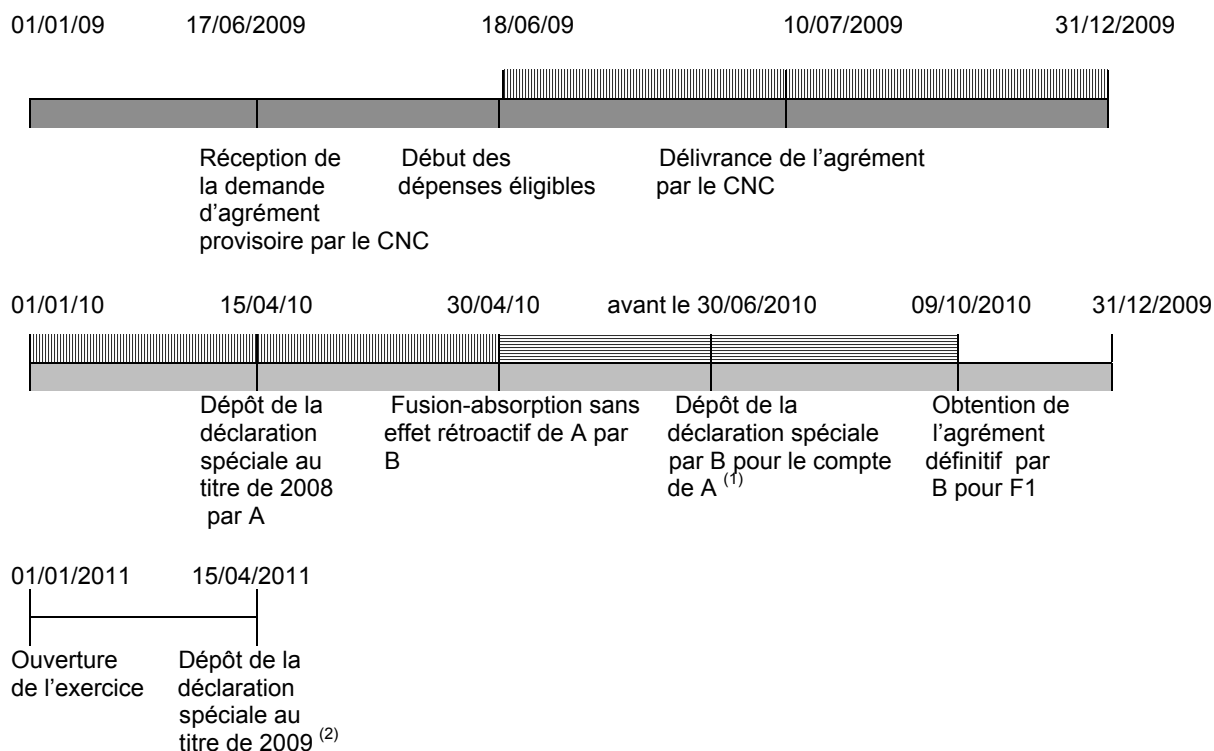 01/01/09 17/06/2009 18/06/09 10/07/2009 31/12/2009
Réception de
la demande
d'agrément
provisoire par le CNC
Début des
dépenses éligibles
Délivrance de l'agrément
par le CNC
01/01/10 15/04/10 30/04/10 avant le 30/06/2010 09/10/2010 31/12/2009
Dépôt de la
déclaration
spéciale au
titre de 2008
par A
Fusion-absorption sans
effet rétroactif de A par
B
Dépôt de la
déclaration spéciale
par B pour le compte
de A (1)
Obtention de
l'agrément
définitif par
B pour F1
01/01/2011 15/04/2011
Ouverture
de l'exercice
Dépôt de la
déclaration
spéciale au
titre de 2009 (2)